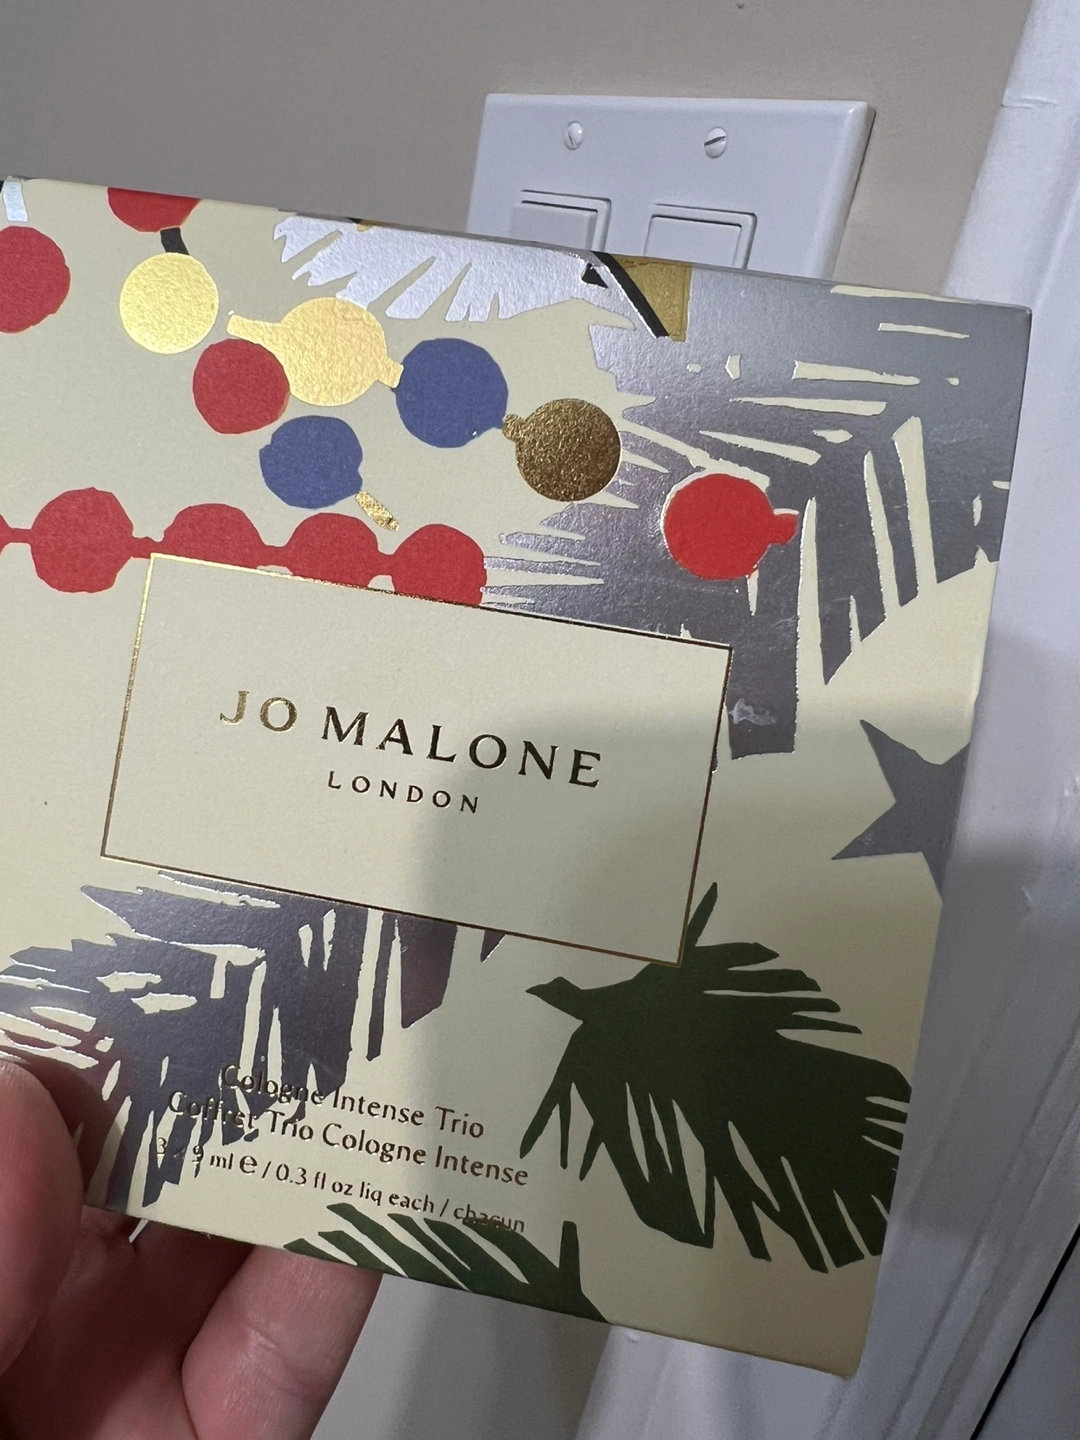 JO MALONE
LONDON
Cologne Intense Trio
Coffret Trio Cologne Intense
3 x 9 ml ℮ / 0.3 fl oz liq each / chacun